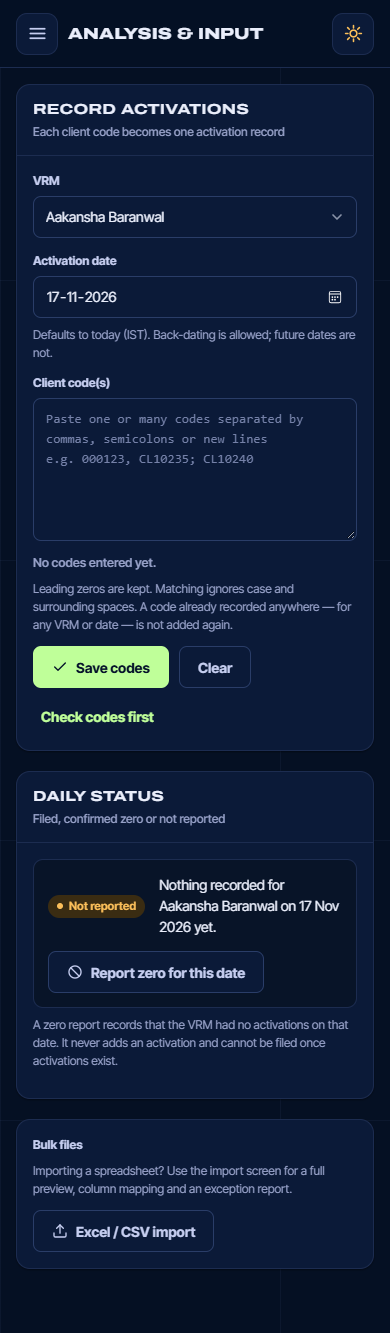 ANALYSIS & INPUT
RECORD ACTIVATIONS
Each client code becomes one activation record
VRM
Aakansha Baranwal
Activation date
17-11-2026
Defaults to today (IST). Back-dating is allowed; future dates are
not.
Client code(s)
Paste one or many codes separated by
commas, semicolons or new lines
e.g. 000123, CL10235; CL10240
No codes entered yet.
Leading zeros are kept. Matching ignores case and
surrounding spaces. A code already recorded anywhere — for
any VRM or date — is not added again.
Save codes
Clear
Check codes first
DAILY STATUS
Filed, confirmed zero or not reported
Not reported
Nothing recorded for
Aakansha Baranwal on 17 Nov
2026 yet.
Report zero for this date
A zero report records that the VRM had no activations on that
date. It never adds an activation and cannot be filed once
activations exist.
Bulk files
Importing a spreadsheet? Use the import screen for a full
preview, column mapping and an exception report.
Excel / CSV import